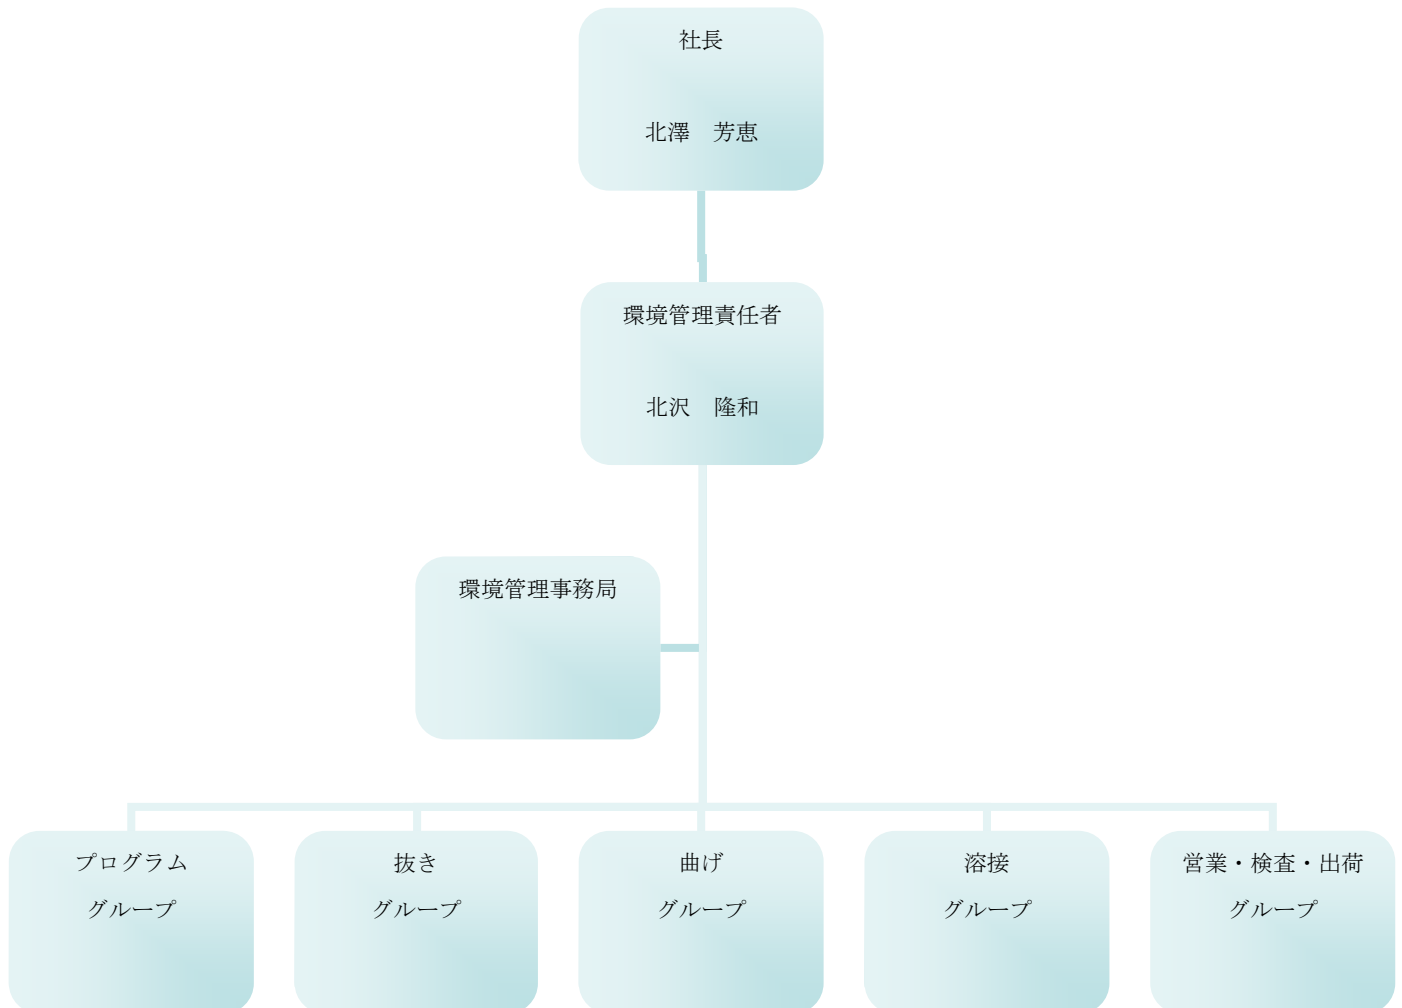 社長
北澤　芳恵
環境管理責任者
北沢　隆和
環境管理事務局
プログラム
グループ
抜き
グループ
曲げ
グループ
溶接
グループ
営業・検査・出荷
グループ